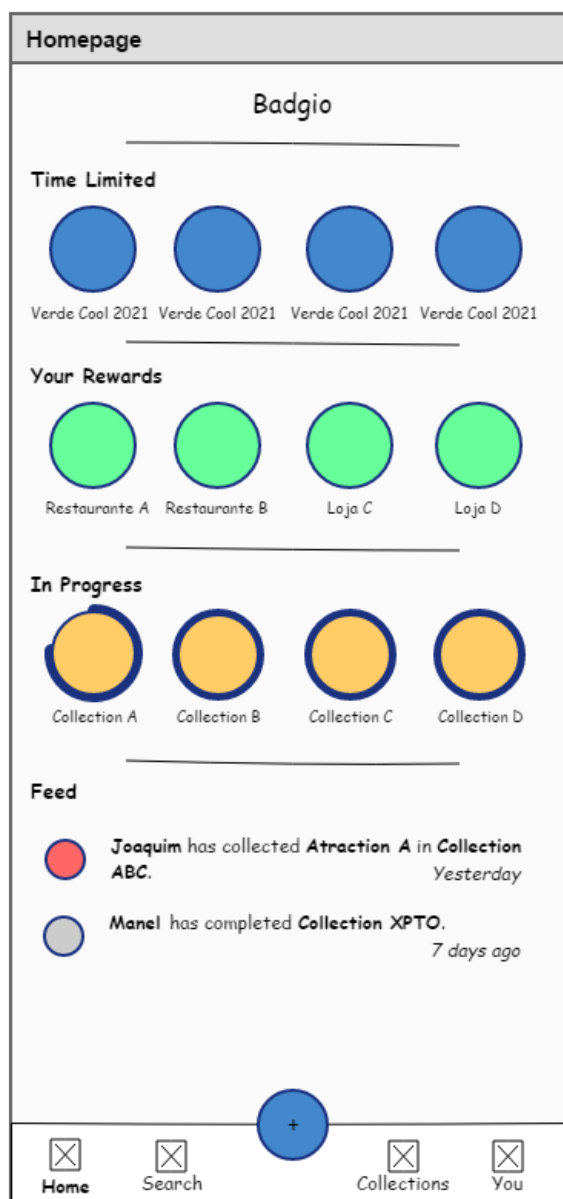 Homepage
Badgio
Time Limited
Verde Cool 2021 Verde Cool 2021 Verde Cool 2021 Verde Cool 2021
Your Rewards
Restaurante A Restaurante B Loja C Loja D
In Progress
Collection A Collection B Collection C Collection D
Feed
Joaquim has collected Atraction A in Collection
ABC. Yesterday
Manel has completed Collection XPTO.
7 days ago
+
Home Search Collections You